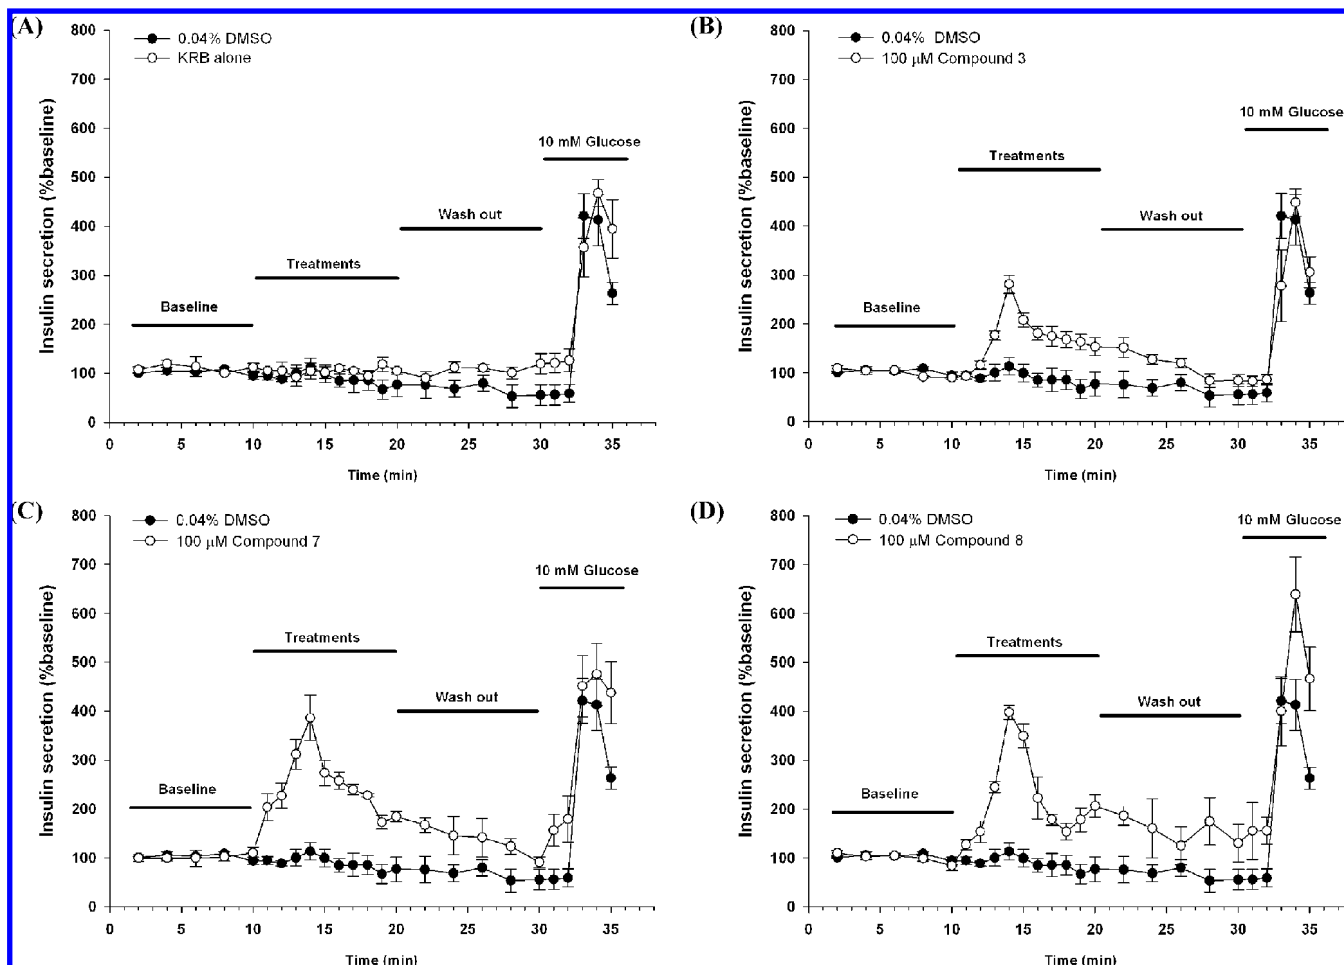 (A)
0.04% DMSO
KRB alone
10 mM Glucose
Wash out
Treatments
Baseline
Insulin secretion (%baseline)
800
700
600
500
400
300
200
100
0
0 5 10 15 20 25 30 35
Time (min)
(B)
0.04% DMSO
100 μM Compound 3
10 mM Glucose
Treatments
Wash out
Baseline
Insulin secretion (%baseline)
800
700
600
500
400
300
200
100
0
0 5 10 15 20 25 30 35
Time (min)
(C)
0.04% DMSO
100 μM Compound 7
10 mM Glucose
Treatments
Wash out
Baseline
Insulin secretion (%baseline)
800
700
600
500
400
300
200
100
0
0 5 10 15 20 25 30 35
Time (min)
(D)
0.04% DMSO
100 μM Compound 8
10 mM Glucose
Treatments
Wash out
Baseline
Insulin secretion (%baseline)
800
700
600
500
400
300
200
100
0
0 5 10 15 20 25 30 35
Time (min)